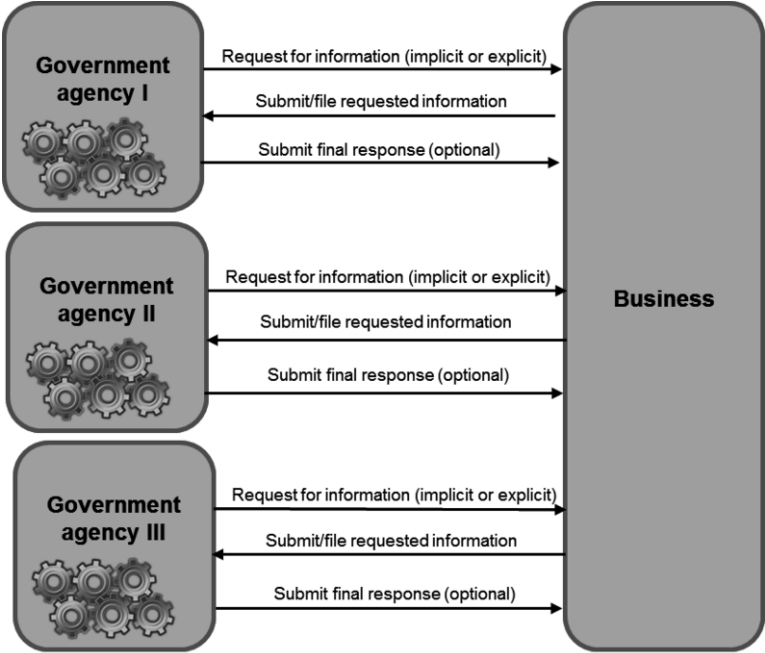 Government
agency I
Request for information (implicit or explicit)
Submit/file requested information
Submit final response (optional)
Government
agency II
Request for information (implicit or explicit)
Submit/file requested information
Submit final response (optional)
Business
Government
agency III
Request for information (implicit or explicit)
Submit/file requested information
Submit final response (optional)